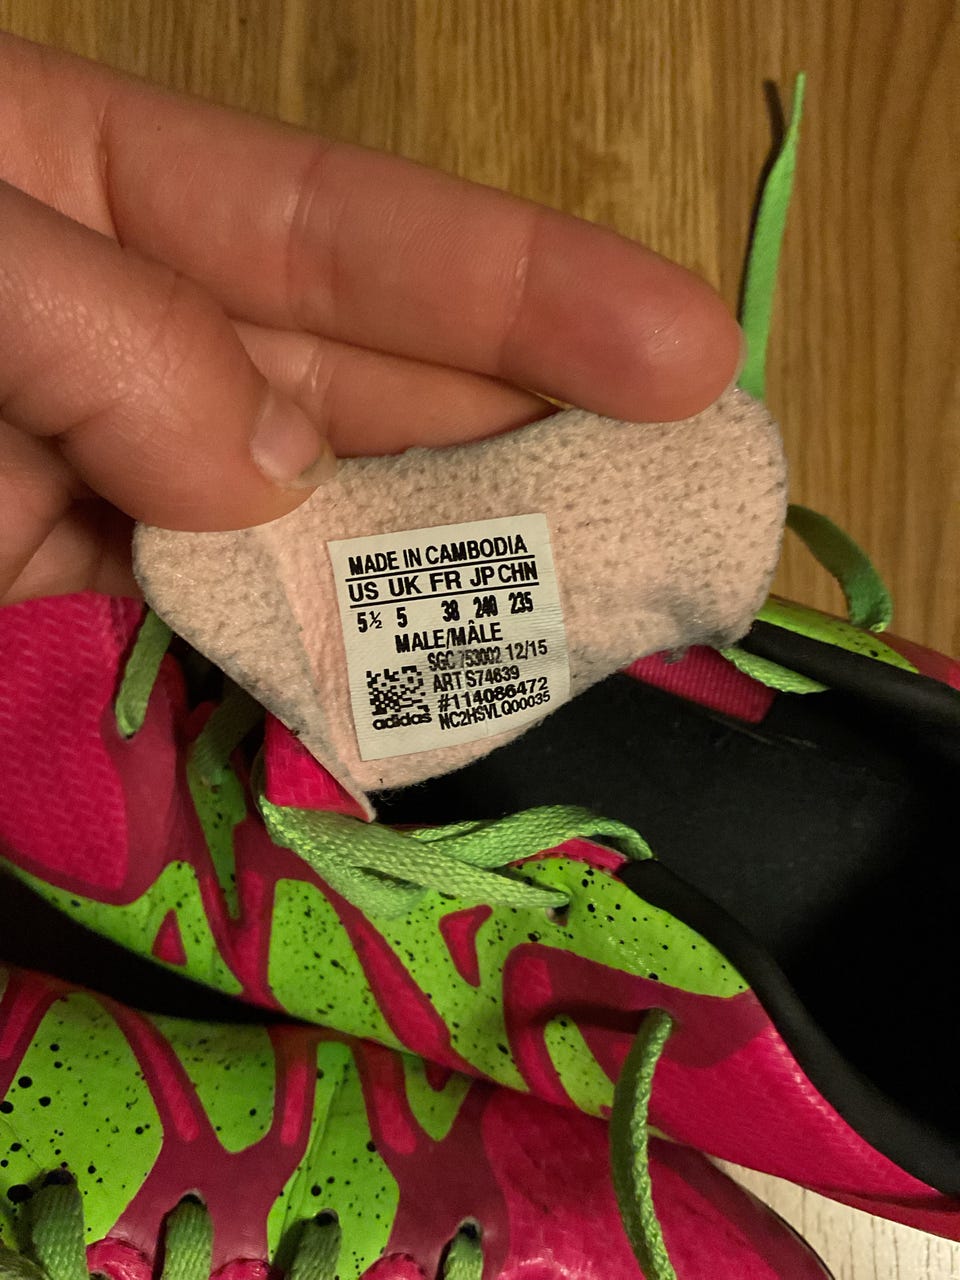 MADE IN CAMBODIA
US UK FR JP CHN
5½ 5 38 240 235
MALE/MÂLE
SGC 753002 12/15
ART S74639
#114086472
adidas NC2HSVLQ00035